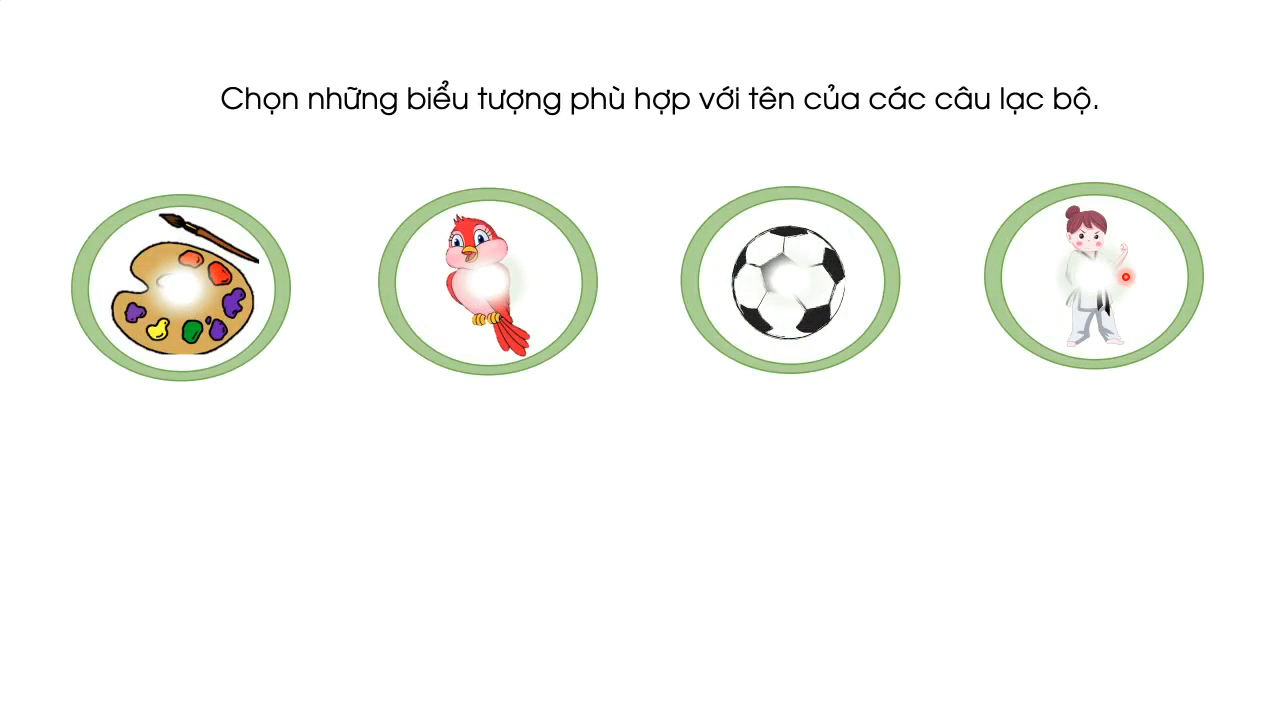 Chọn những biểu tượng phù hợp với tên của các câu lạc bộ.